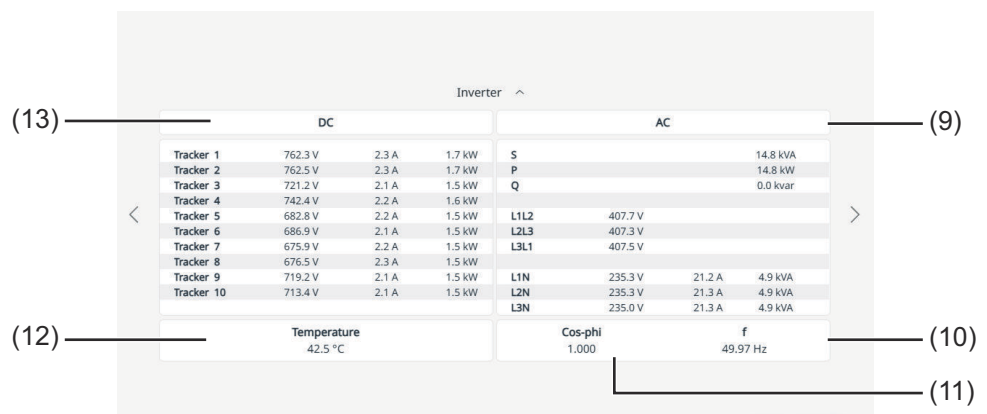 Inverter
(13) DC AC (9)
Tracker 1 762.3 V 2.3 A 1.7 kW S 14.8 kVA
Tracker 2 762.5 V 2.3 A 1.7 kW P 14.8 kW
Tracker 3 721.2 V 2.1 A 1.5 kW Q 0.0 kvar
Tracker 4 742.4 V 2.2 A 1.6 kW
Tracker 5 682.8 V 2.2 A 1.5 kW L1L2 407.7 V
Tracker 6 686.9 V 2.1 A 1.5 kW L2L3 407.3 V
Tracker 7 675.9 V 2.2 A 1.5 kW L3L1 407.5 V
Tracker 8 676.5 V 2.3 A 1.5 kW
Tracker 9 719.2 V 2.1 A 1.5 kW L1N 235.3 V 21.2 A 4.9 kVA
Tracker 10 713.4 V 2.1 A 1.5 kW L2N 235.3 V 21.3 A 4.9 kVA
L3N 235.0 V 21.3 A 4.9 kVA
(12) Temperature Cos-phi f (10)
42.5 °C 1.000 49.97 Hz
(11)